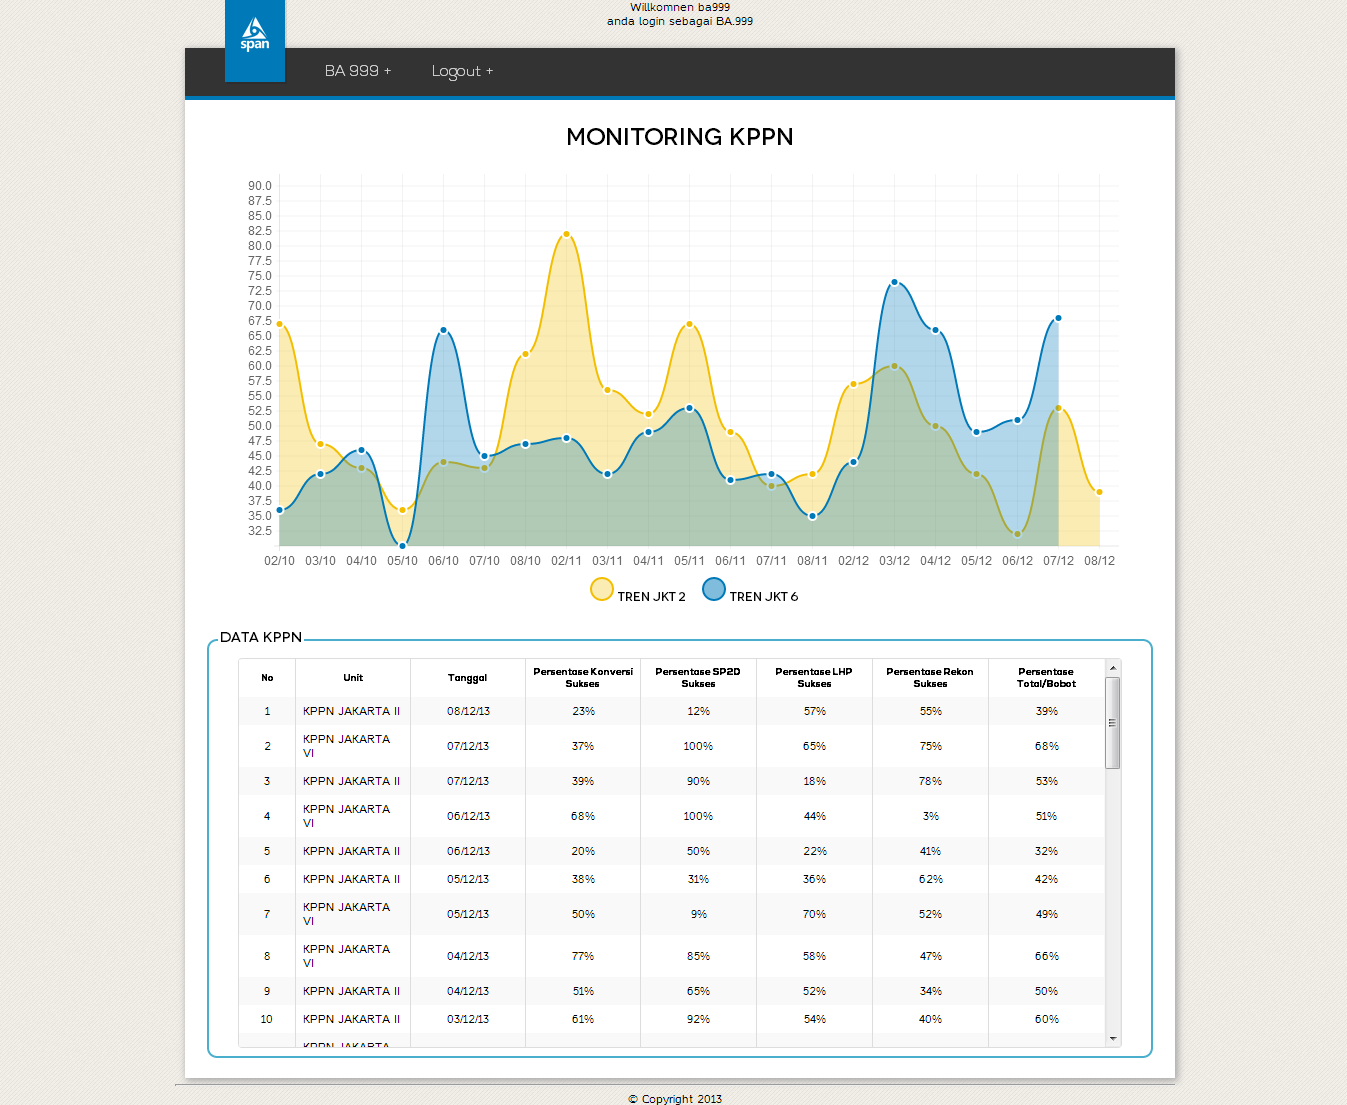 Willkomnen ba999
anda login sebagai BA.999
span
BA 999 +
Logout +
MONITORING KPPN
90.0
87.5
85.0
82.5
80.0
77.5
75.0
72.5
70.0
67.5
65.0
62.5
60.0
57.5
55.0
52.5
50.0
47.5
45.0
42.5
40.0
37.5
35.0
32.5
02/10 03/10 04/10 05/10 06/10 07/10 08/10 02/11 03/11 04/11 05/11 06/11 07/11 08/11 02/12 03/12 04/12 05/12 06/12 07/12 08/12
TREN JKT 2 TREN JKT 6
DATA KPPN
No Unit Tanggal Persentase Konversi Sukses Persentase SP2D Sukses Persentase LHP Sukses Persentase Rekon Sukses Persentase Total/Bobot
1 KPPN JAKARTA II 08/12/13 23% 12% 57% 55% 39%
2 KPPN JAKARTA VI 07/12/13 37% 100% 65% 75% 68%
3 KPPN JAKARTA II 07/12/13 39% 90% 18% 78% 53%
4 KPPN JAKARTA VI 06/12/13 68% 100% 44% 3% 51%
5 KPPN JAKARTA II 06/12/13 20% 50% 22% 41% 32%
6 KPPN JAKARTA II 05/12/13 38% 31% 36% 62% 42%
7 KPPN JAKARTA VI 05/12/13 50% 9% 70% 52% 49%
8 KPPN JAKARTA VI 04/12/13 77% 85% 58% 47% 66%
9 KPPN JAKARTA II 04/12/13 51% 65% 52% 34% 50%
10 KPPN JAKARTA II 03/12/13 61% 92% 54% 40% 60%
KPPN JAKARTA
© Copyright 2013